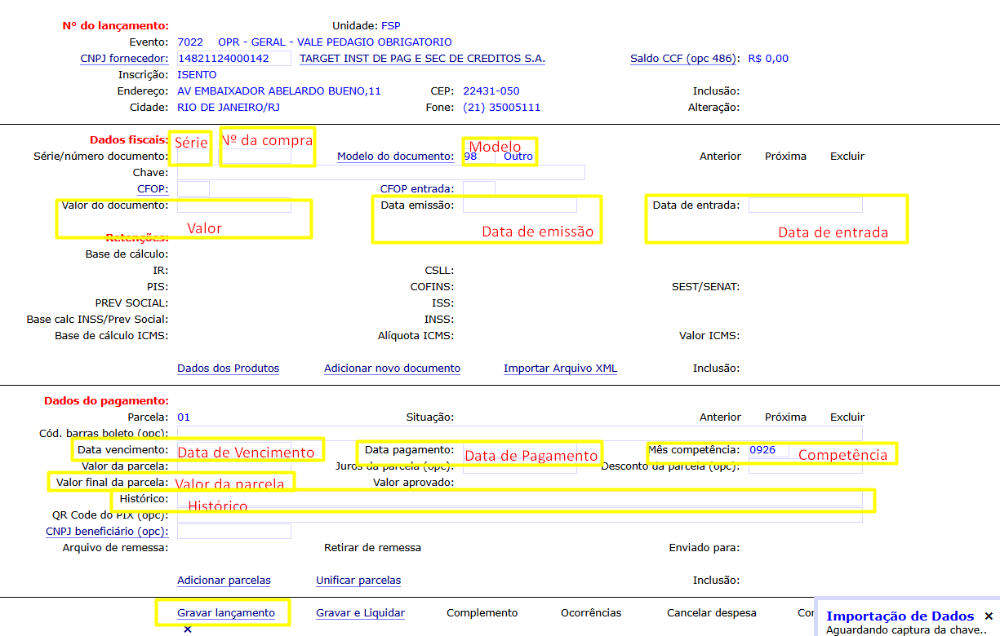 Nº do lançamento: Unidade: FSP
Evento: 7022 OPR - GERAL - VALE PEDAGIO OBRIGATORIO
CNPJ fornecedor: 14821124000142 TARGET INST DE PAG E SEC DE CREDITOS S.A. Saldo CCF (opc 486): R$ 0,00
Inscrição: ISENTO
Endereço: AV EMBAIXADOR ABELARDO BUENO,11 CEP: 22431-050 Inclusão:
Cidade: RIO DE JANEIRO/RJ Fone: (21) 35005111 Alteração:
Dados fiscais: Série Nº da compra Modelo
Série/número documento: Modelo do documento: 98 Outro Anterior Próxima Excluir
Chave:
CFOP: CFOP entrada:
Valor do documento: Data emissão: Data de entrada:
Valor Data de emissão Data de entrada
Retenções:
Base de cálculo:
IR: CSLL:
PIS: COFINS: SEST/SENAT:
PREV SOCIAL: ISS:
Base calc INSS/Prev Social: INSS:
Base de cálculo ICMS: Alíquota ICMS: Valor ICMS:
Dados dos Produtos Adicionar novo documento Importar Arquivo XML Inclusão:
Dados do pagamento:
Parcela: 01 Situação: Anterior Próxima Excluir
Cód. barras boleto (opc):
Data vencimento: Data de Vencimento Data pagamento: Data de Pagamento Mês competência: 0926 Competência
Valor da parcela: Juros da parcela (opc): Desconto da parcela (opc):
Valor final da parcela: Valor da parcela Valor aprovado:
Histórico: Histórico
QR Code do PIX (opc):
CNPJ beneficiário (opc):
Arquivo de remessa: Retirar de remessa Enviado para:
Adicionar parcelas Unificar parcelas Inclusão:
Gravar lançamento Gravar e Liquidar Complemento Ocorrências Cancelar despesa
Importação de Dados ×
Aguardando captura da chave..
×